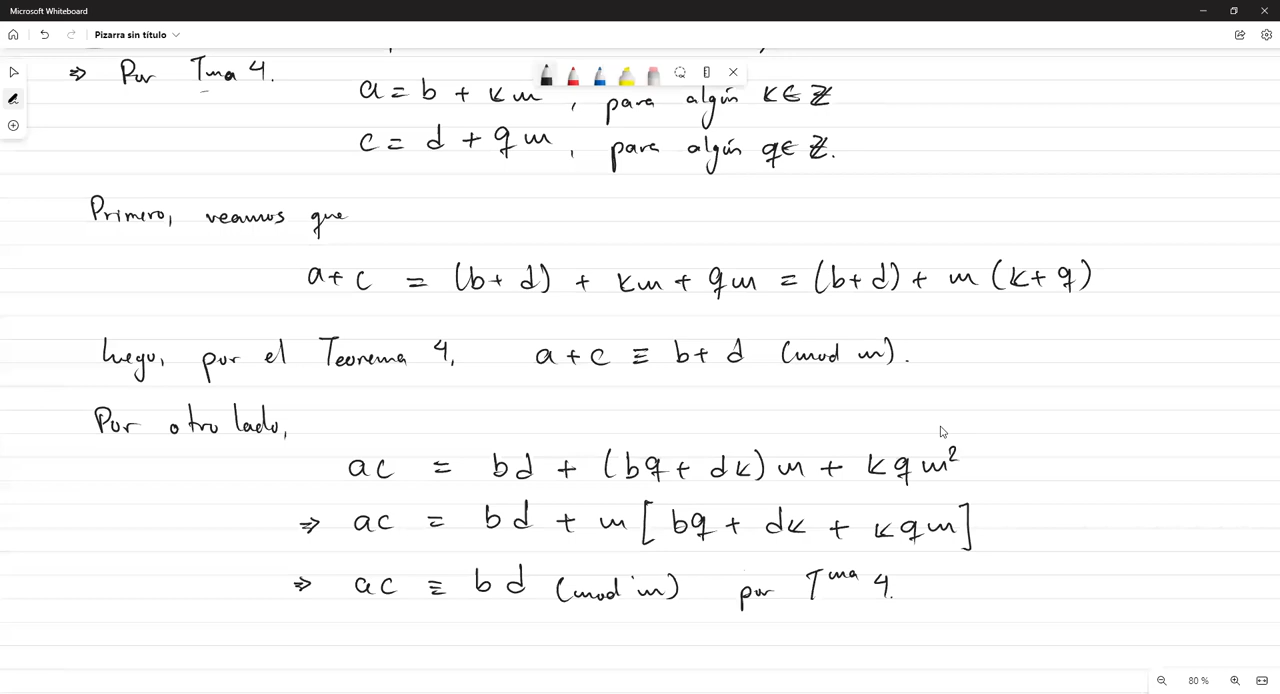 Microsoft Whiteboard
Pizarra sin título
⇒ Por Tma 4.
a = b + km, para algún k ∈ ℤ
c = d + qm, para algún q ∈ ℤ.
Primero, veamos que
a + c = (b + d) + km + qm = (b + d) + m (k + q)
Luego, por el Teorema 4, a + c ≡ b + d (mod m).
Por otro lado,
ac = bd + (bq + dk) m + kqm²
⇒ ac = bd + m [bq + dk + kqm]
⇒ ac ≡ bd (mod m) por Tma 4.
80 %